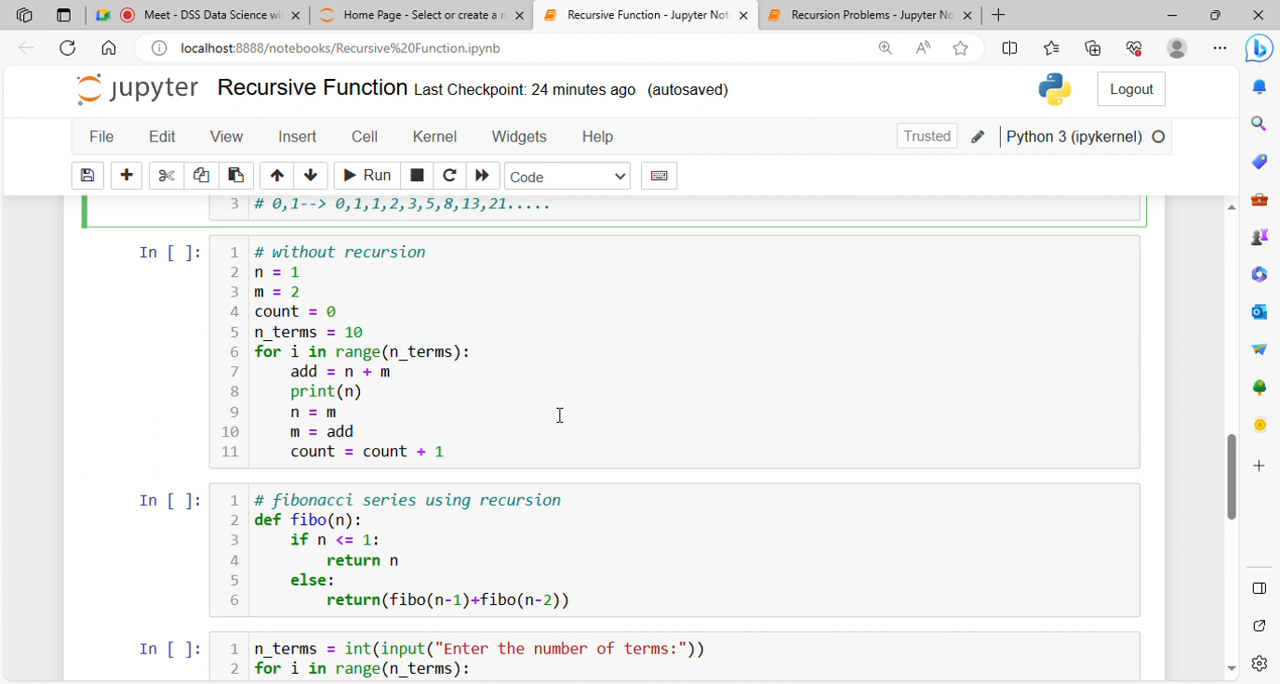 Meet - DSS Data Science wi
Home Page - Select or create a n
Recursive Function - Jupyter Not
Recursion Problems - Jupyter No
localhost:8888/notebooks/Recursive%20Function.ipynb
jupyter Recursive Function Last Checkpoint: 24 minutes ago (autosaved)
Logout
File Edit View Insert Cell Kernel Widgets Help
Trusted Python 3 (ipykernel)
Run Code
3 # 0,1--> 0,1,1,2,3,5,8,13,21.....
In [ ]: 1 # without recursion
2 n = 1
3 m = 2
4 count = 0
5 n_terms = 10
6 for i in range(n_terms):
7 add = n + m
8 print(n)
9 n = m
10 m = add
11 count = count + 1
In [ ]: 1 # fibonacci series using recursion
2 def fibo(n):
3 if n <= 1:
4 return n
5 else:
6 return(fibo(n-1)+fibo(n-2))
In [ ]: 1 n_terms = int(input("Enter the number of terms:"))
2 for i in range(n_terms):